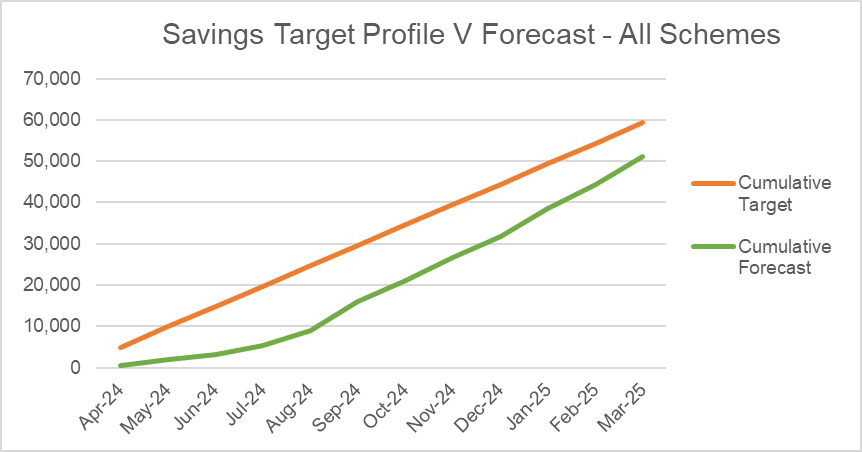 Savings Target Profile V Forecast - All Schemes
70,000
60,000
50,000
40,000
30,000
20,000
10,000
0
Apr-24
May-24
Jun-24
Jul-24
Aug-24
Sep-24
Oct-24
Nov-24
Dec-24
Jan-25
Feb-25
Mar-25
Cumulative
Target
Cumulative
Forecast